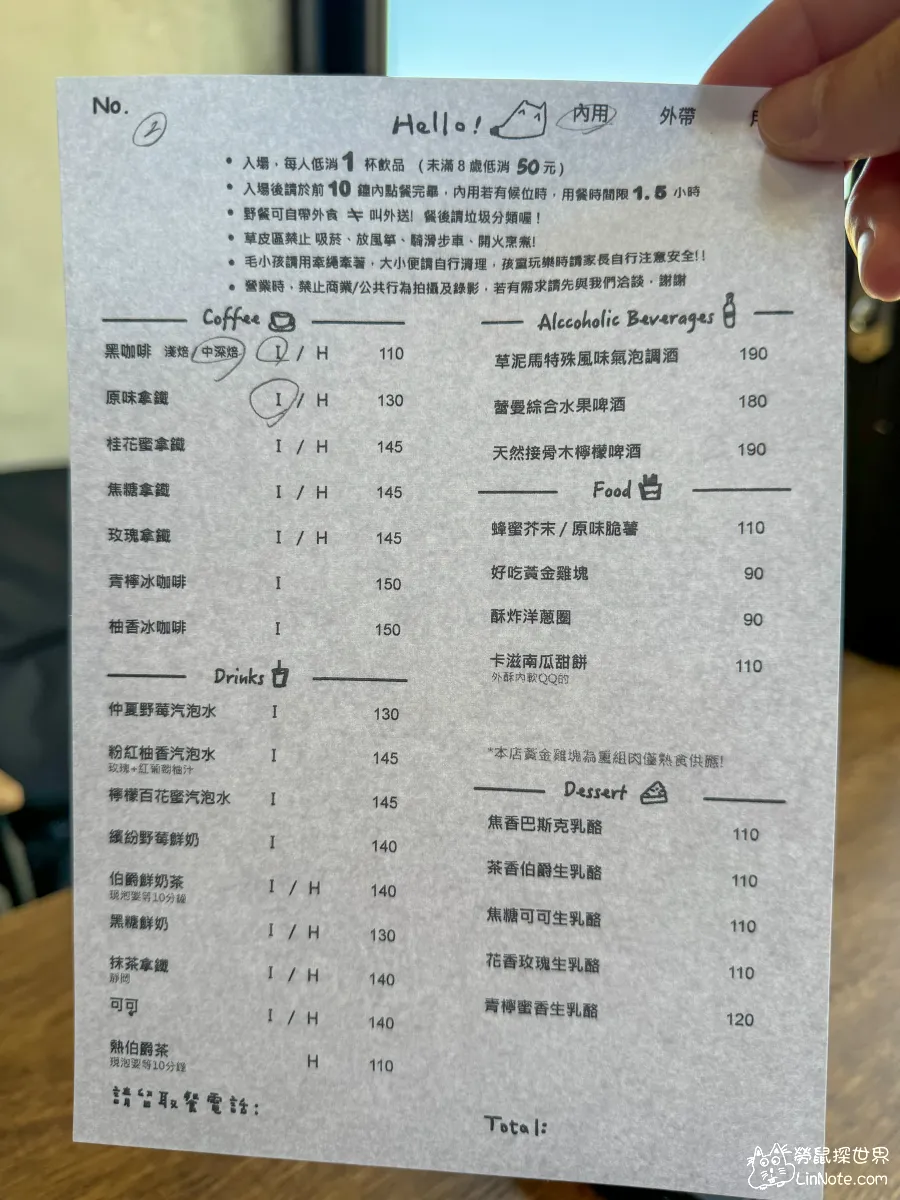 No. 2
Hello! 內用 外帶
• 入場，每人低消 1 杯飲品 （未滿 8 歲低消 50 元）
• 入場後請於前 10 鐘內點餐完畢，內用若有候位時，用餐時間限 1.5 小時
• 野餐可自帶外食 ≠ 叫外送! 餐後請垃圾分類喔！
• 草皮區禁止 吸菸、放風箏、騎滑步車、開火烹煮!
• 毛小孩請用牽繩牽著，大小便請自行清理，孩童玩樂時請家長自行注意安全!!
• 營業時，禁止商業/公共行為拍攝及錄影，若有需求請先與我們洽談，謝謝
Coffee
黑咖啡 淺焙 / 中深焙 I / H 110
原味拿鐵 I / H 130
桂花蜜拿鐵 I / H 145
焦糖拿鐵 I / H 145
玫瑰拿鐵 I / H 145
青檸冰咖啡 I 150
柚香冰咖啡 I 150
Drinks
仲夏野莓汽泡水 I 130
粉紅柚香汽泡水 I 145
玫瑰+紅葡萄柚汁
檸檬百花蜜汽泡水 I 145
繽紛野莓鮮奶 I 140
伯爵鮮奶茶 I / H 140
現泡要等10分鐘
黑糖鮮奶 I / H 130
抹茶拿鐵 I / H 140
靜岡
可可 I / H 140
熱伯爵茶 H 110
現泡要等10分鐘
請留取餐電話:
Alccoholic Beverages
草泥馬特殊風味氣泡調酒 190
蕾曼綜合水果啤酒 180
天然接骨木檸檬啤酒 190
Food
蜂蜜芥末 / 原味脆薯 110
好吃黃金雞塊 90
酥炸洋蔥圈 90
卡滋南瓜甜餅 110
外酥內軟QQ的
*本店黃金雞塊為重組肉僅熟食供應!
Dessert
焦香巴斯克乳酪 110
茶香伯爵生乳酪 110
焦糖可可生乳酪 110
花香玫瑰生乳酪 110
青檸蜜香生乳酪 120
Total:
勞鼠探世界
LinNote.com